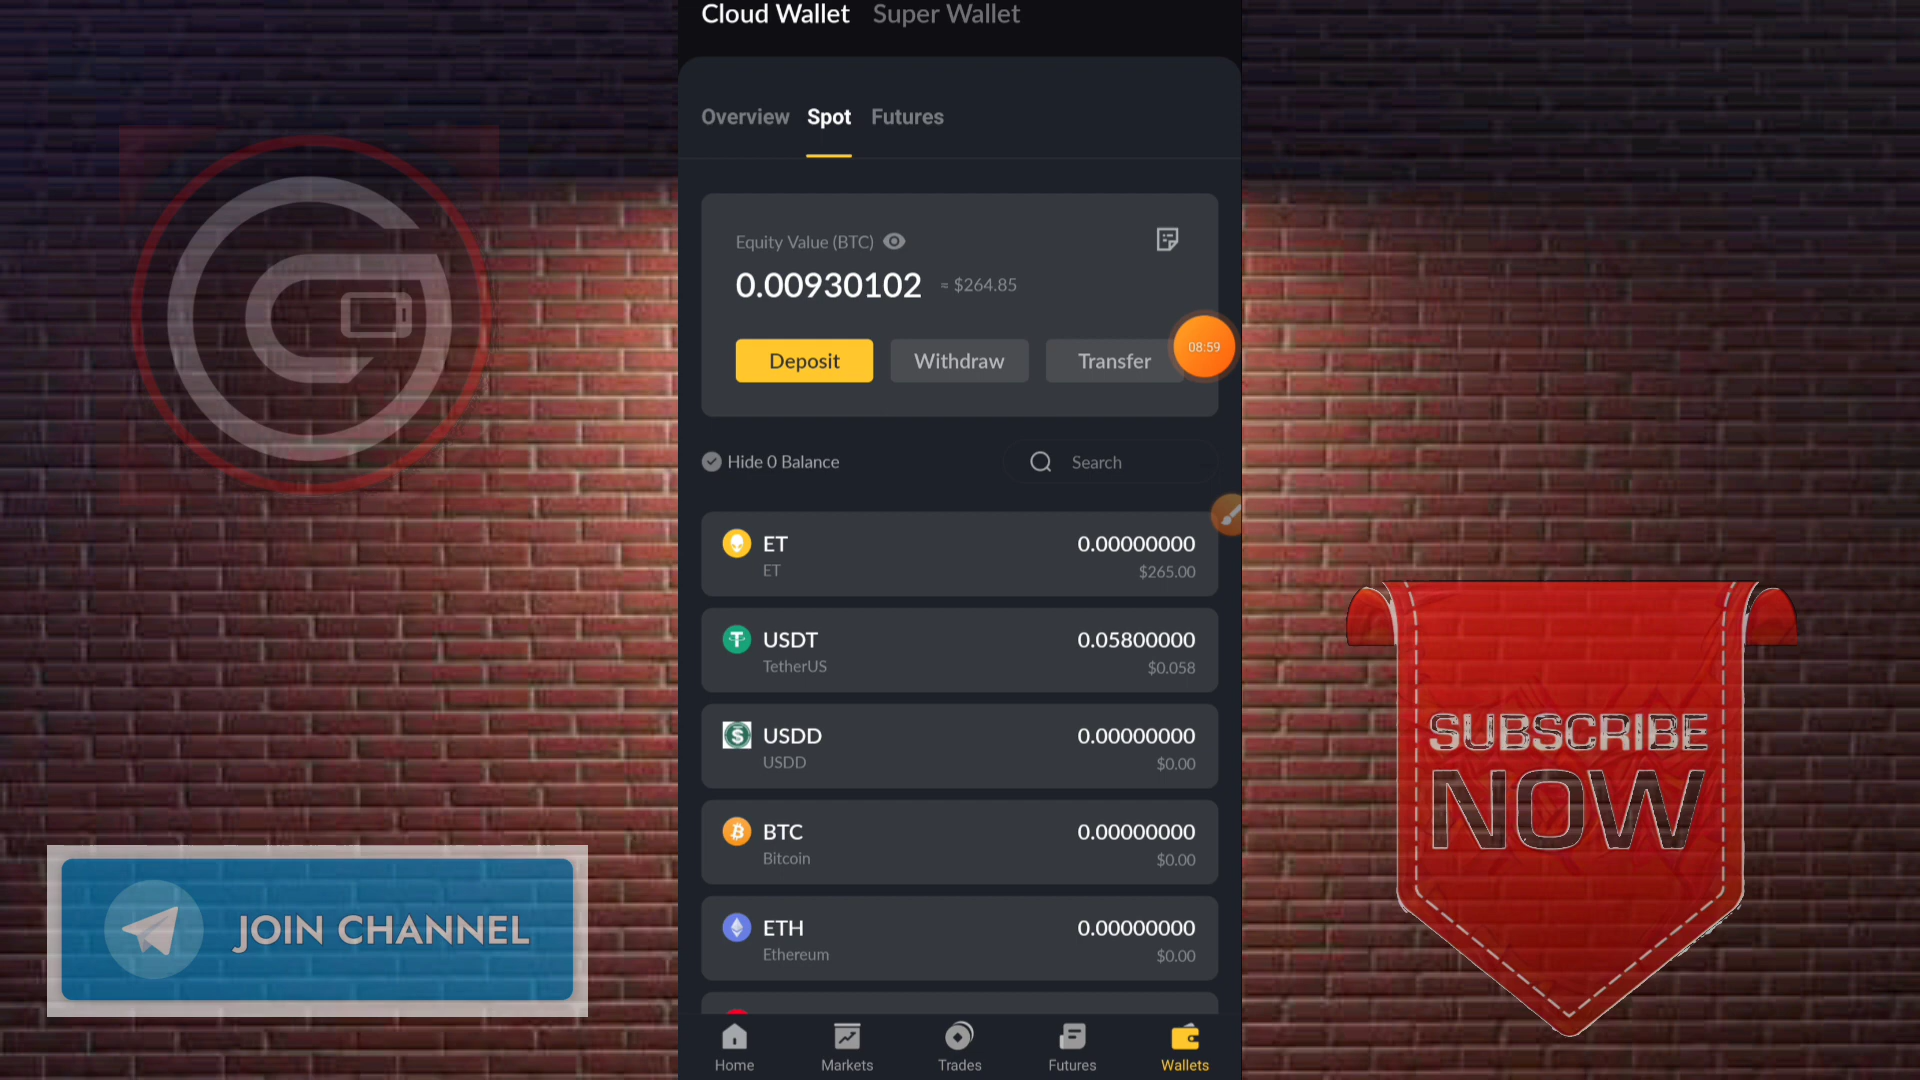 Cloud Wallet Super Wallet
Overview Spot Futures
Equity Value (BTC)
0.00930102 ≈ $264.85
Deposit Withdraw Transfer
08:59
Hide 0 Balance Search
ET 0.00000000
ET $265.00
USDT 0.05800000
TetherUS $0.058
USDD 0.00000000
USDD $0.00
BTC 0.00000000
Bitcoin $0.00
ETH 0.00000000
Ethereum $0.00
Home Markets Trades Futures Wallets
JOIN CHANNEL
SUBSCRIBE
NOW